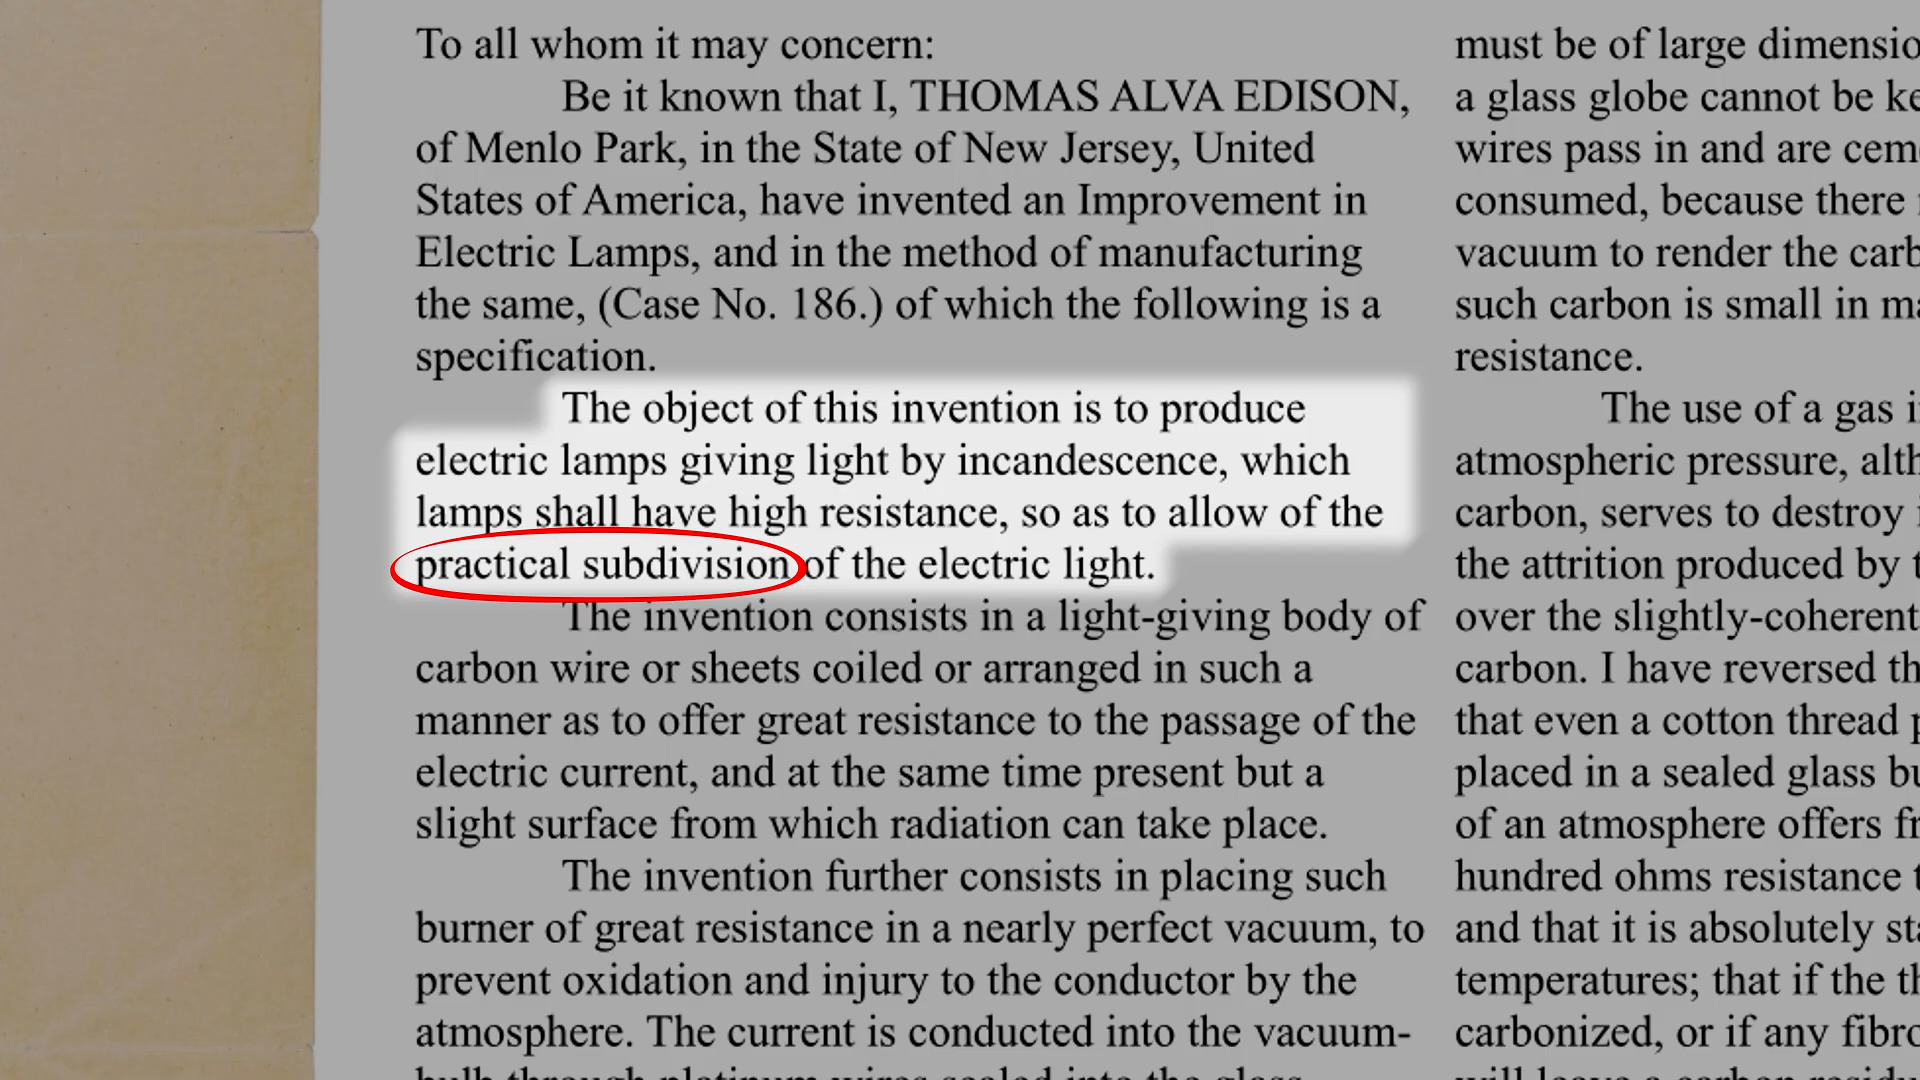 To all whom it may concern:
Be it known that I, THOMAS ALVA EDISON,
of Menlo Park, in the State of New Jersey, United
States of America, have invented an Improvement in
Electric Lamps, and in the method of manufacturing
the same, (Case No. 186.) of which the following is a
specification.
The object of this invention is to produce
electric lamps giving light by incandescence, which
lamps shall have high resistance, so as to allow of the
practical subdivision of the electric light.
The invention consists in a light-giving body of
carbon wire or sheets coiled or arranged in such a
manner as to offer great resistance to the passage of the
electric current, and at the same time present but a
slight surface from which radiation can take place.
The invention further consists in placing such
burner of great resistance in a nearly perfect vacuum, to
prevent oxidation and injury to the conductor by the
atmosphere. The current is conducted into the vacuum-
bulb through platinum wires sealed into the glass.
must be of large
a glass globe cannot be
wires pass in and are
consumed, because there
vacuum to render the
such carbon is small in
resistance.
The use of a gas
atmospheric pressure,
carbon, serves to destroy
the attrition produced by
over the slightly-coherent
carbon. I have reversed
that even a cotton thread
placed in a sealed glass
of an atmosphere offers
hundred ohms resistance
and that it is absolutely
temperatures; that if the
carbonized, or if any
will leave a carbon